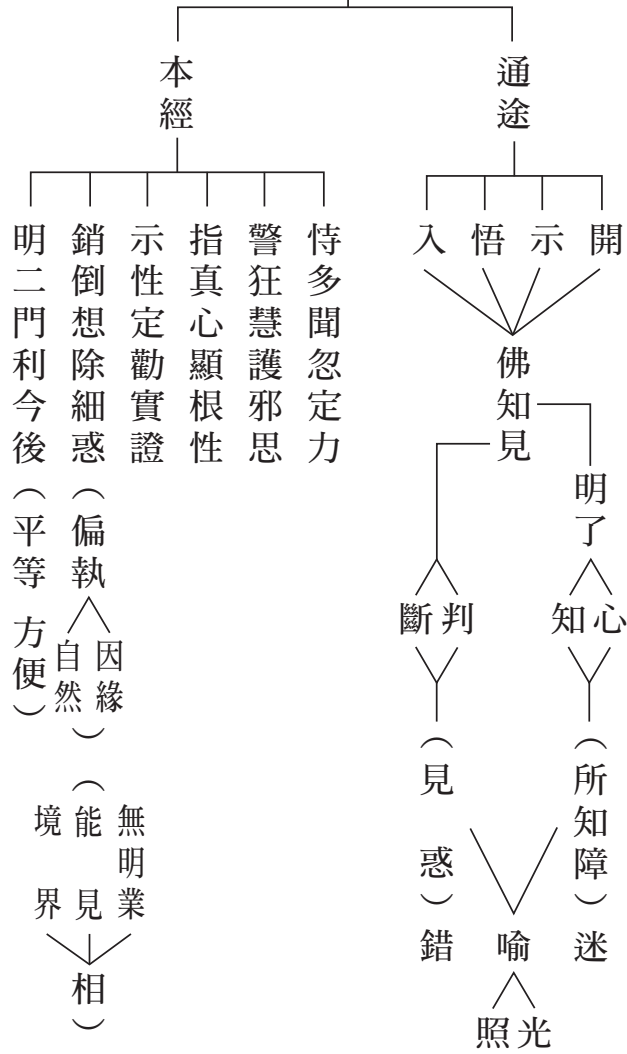 通途
開
示
悟
入
佛知見
明了
心知
判斷
（所知障）迷
（見惑）錯
喻
光照
本經
恃多聞忽定力
警狂慧護邪思
指真心顯根性
示性定勸實證
銷倒想除細惑（偏執
因緣
自然
）（
無明業
能見
境界
相）
明二門利今後（平等 方便）